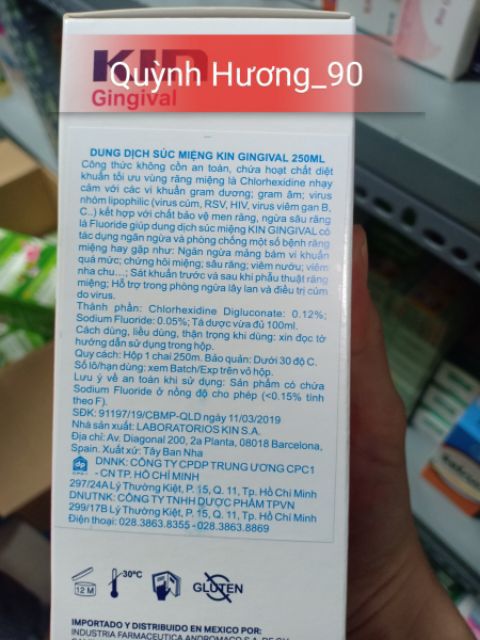 KIN
Quỳnh Hương_90
Gingival
DUNG DỊCH SÚC MIỆNG KIN GINGIVAL 250ML
Công thức không cồn an toàn, chứa hoạt chất diệt
khuẩn tối ưu vùng răng miệng là Chlorhexidine nhạy
cảm với các vi khuẩn gram dương; gram âm; virus
nhóm lipophilic (virus cúm, RSV, HIV, virus viêm gan B,
C..) kết hợp với chất bảo vệ men răng, ngừa sâu răng
là Fluoride giúp dung dịch súc miệng KIN GINGIVAL có
tác dụng ngăn ngừa và phòng chống một số bệnh răng
miệng hay gặp như: Ngăn ngừa mảng bám vi khuẩn
quá mức; chứng hôi miệng; sâu răng; viêm nướu; viêm
nha chu...; Sát khuẩn trước và sau khi phẫu thuật răng
miệng; Hỗ trợ trong phòng ngừa lây lan và điều trị cúm
do virus.
Thành phần: Chlorhexidine Digluconate: 0.12%;
Sodium Fluoride: 0.05%; Tá dược vừa đủ 100ml.
Cách dùng, liều dùng, thận trọng khi dùng: xin đọc tờ
hướng dẫn sử dụng trong hộp.
Quy cách: Hộp 1 chai 250m. Bảo quản: Dưới 30 độ C.
Số lô/hạn dùng: xem Batch/Exp trên vỏ hộp.
Lưu ý về an toàn khi sử dụng: Sản phẩm có chứa
Sodium Fluoride ở nồng độ cho phép (<0.15% tính
theo F).
SĐK: 91197/19/CBMP-QLD ngày 11/03/2019
Nhà sản xuất: LABORATORIOS KIN S.A.
Địa chỉ: Av. Diagonal 200, 2a Planta, 08018 Barcelona,
Spain. Xuất xứ: Tây Ban Nha
DNNK: CÔNG TY CPDP TRUNG ƯƠNG CPC1
- CN TP. HỒ CHÍ MINH
297/24A Lý Thường Kiệt, P. 15, Q. 11, Tp. Hồ Chí Minh
DNUTNK: CÔNG TY TNHH DƯỢC PHẨM TPVN
299/17B Lý Thường Kiệt, P. 15, Q. 11, Tp. Hồ Chí Minh
Điện thoại: 028.3863.8355 -028.3863.8869
12 M
30ºC
GLUTEN
IMPORTADO Y DISTRIBUIDO EN MEXICO POR:
INDUSTRIA FARMACEUTICA ANDROMACO S.A. DE